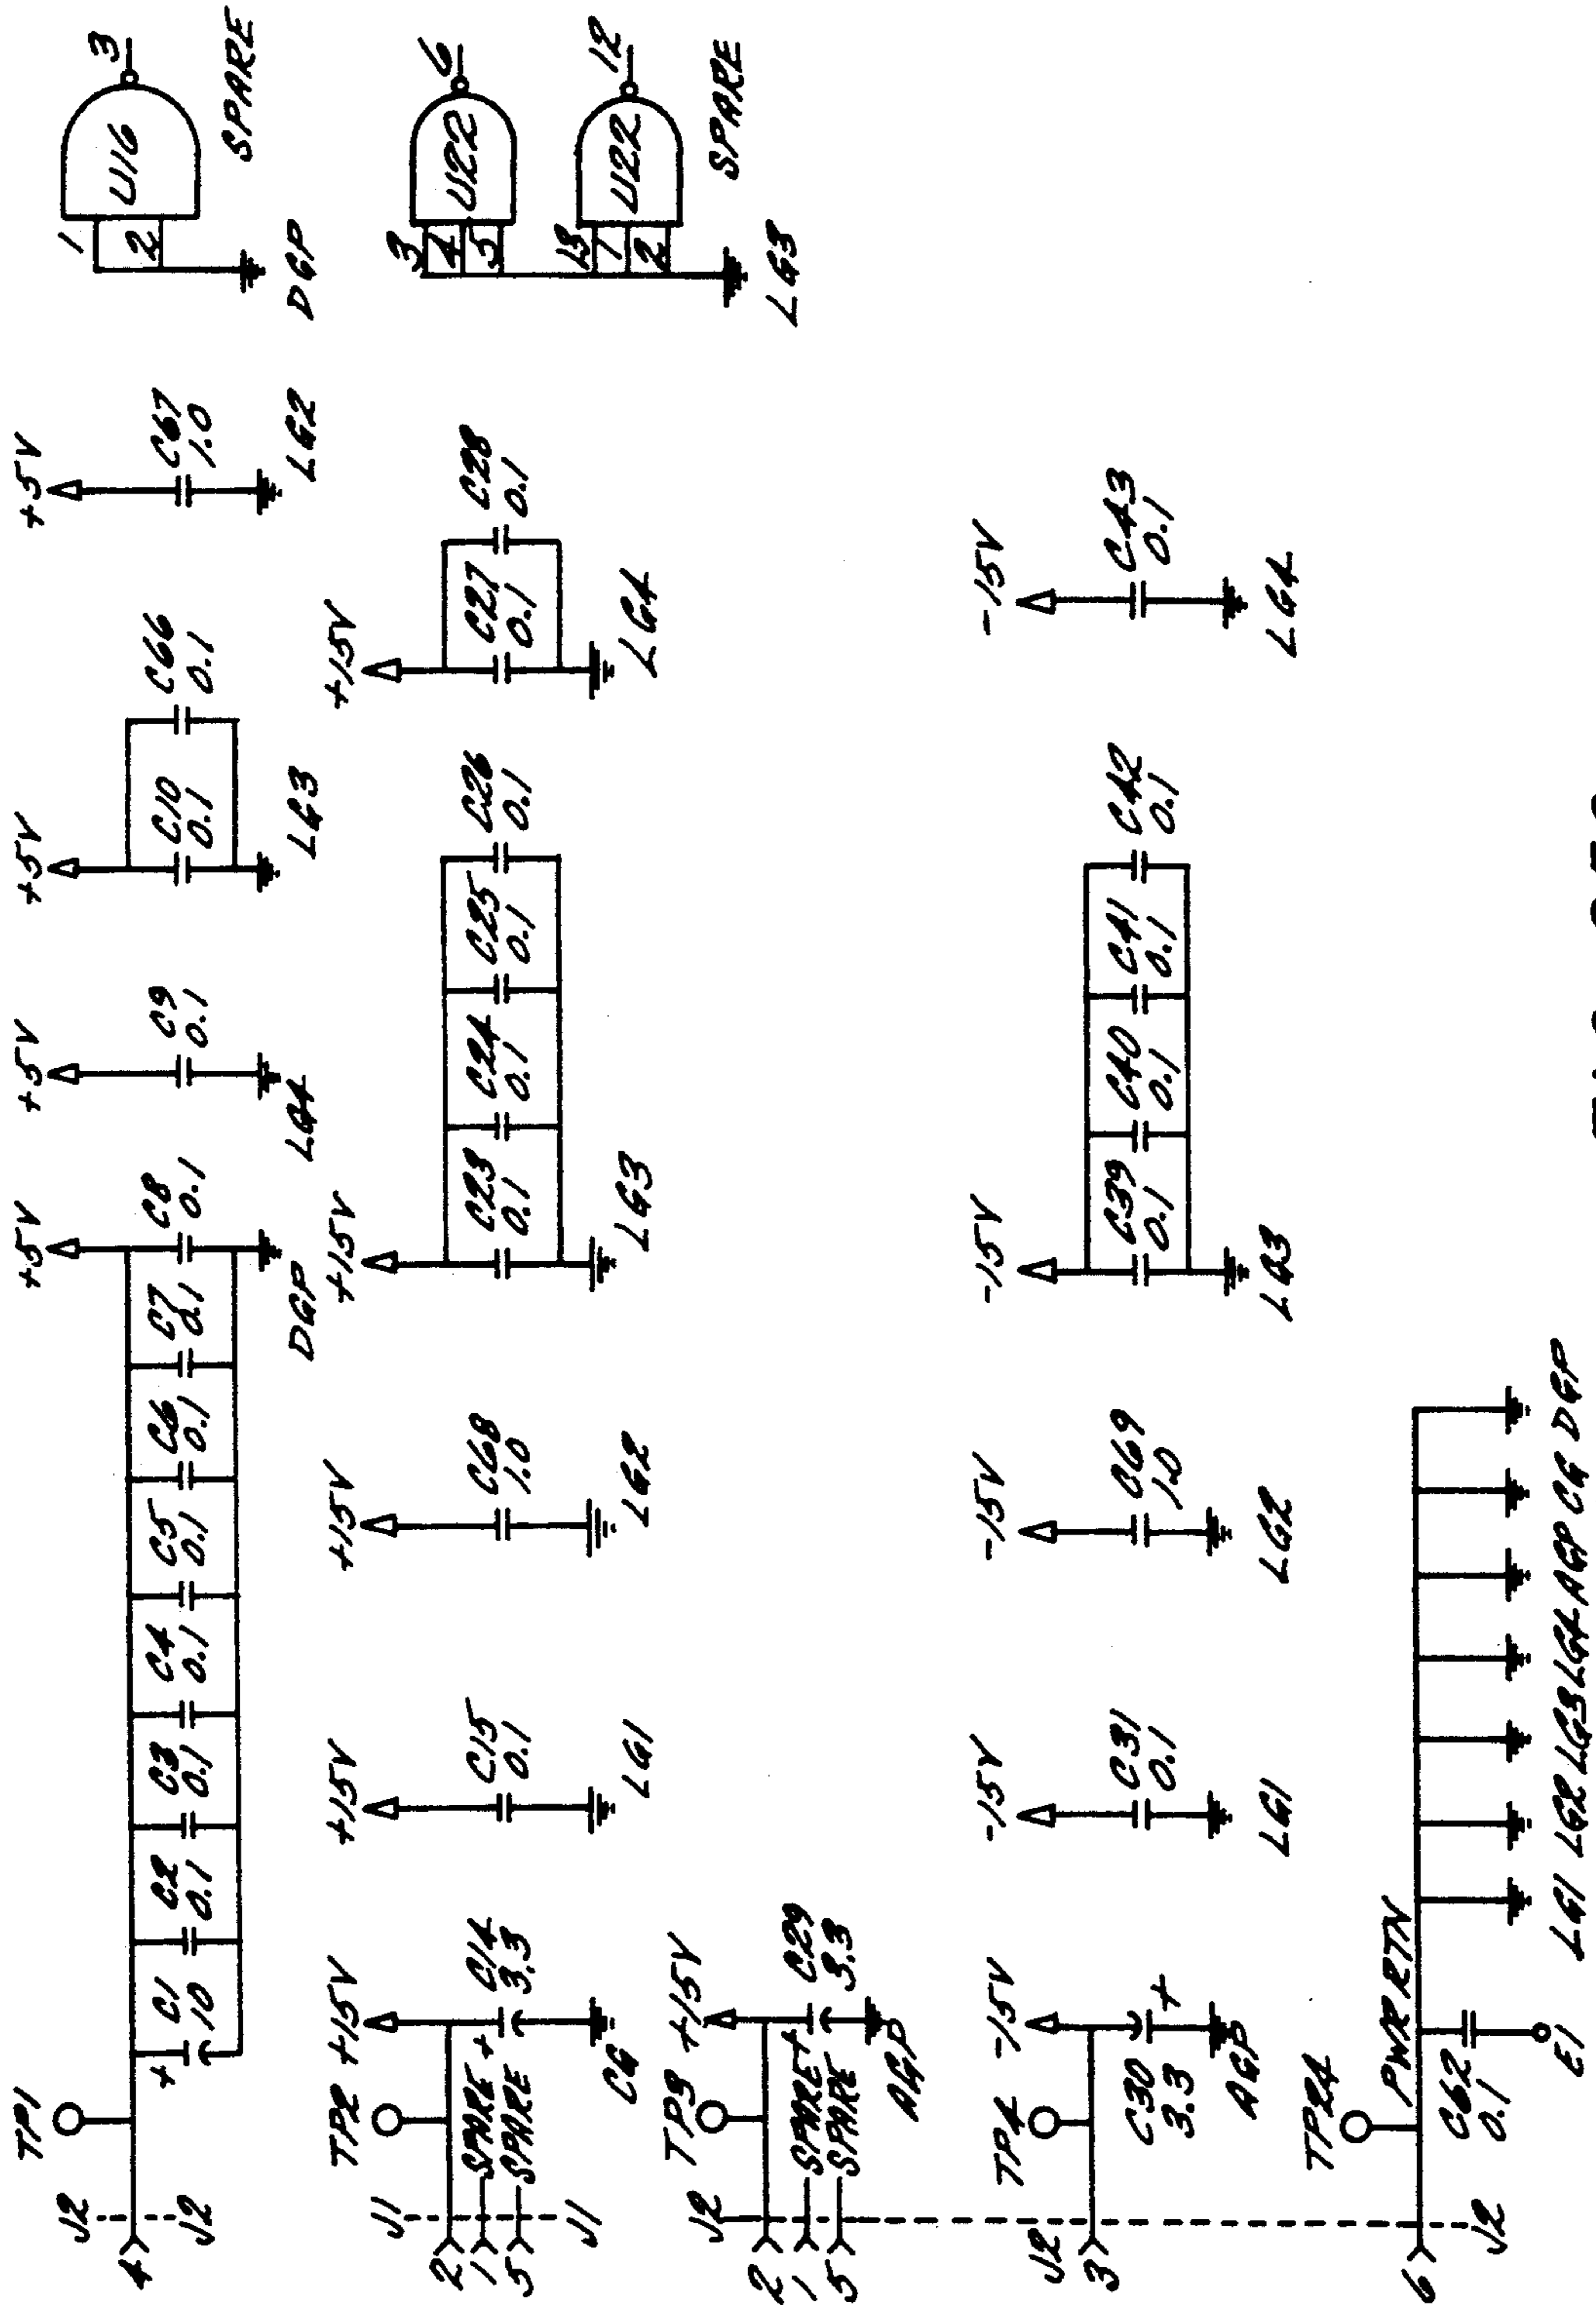 TP1
J2
4
J2
+
C1
10
C2
0.1
C3
0.1
C4
0.1
C5
0.1
C6
0.1
C7
0.1
C8
0.1
+5V
DGP
+5V
C9
0.1
LG4
+5V
C10
0.1
C66
0.1
LG3
+5V
C67
1.0
LG2
1
2
U16
3
SPARE
DGP
3
4
5
U22
6
13
1
2
U22
12
SPARE
LG3
TP2
J1
2
1
5
SPARE
SPARE
J1
+15V
+
C14
3.3
CG
+15V
C15
0.1
LG1
+15V
C68
1.0
LG2
+15V
C23
0.1
C24
0.1
C25
0.1
C26
0.1
LG3
+15V
C27
0.1
C28
0.1
LG4
TP3
J2
2
1
5
SPARE
SPARE
+15V
+
C29
3.3
AGP
TP4
J2
3
-15V
C30
3.3
+
AGP
-15V
C31
0.1
LG1
-15V
C69
1.0
LG2
-15V
C39
0.1
C40
0.1
C41
0.1
C42
0.1
LG3
-15V
C43
0.1
LG4
TP24
6
J2
PWR RTN
C62
0.1
E1
LG1 LG2 LG3 LG4 AGP CG DGP